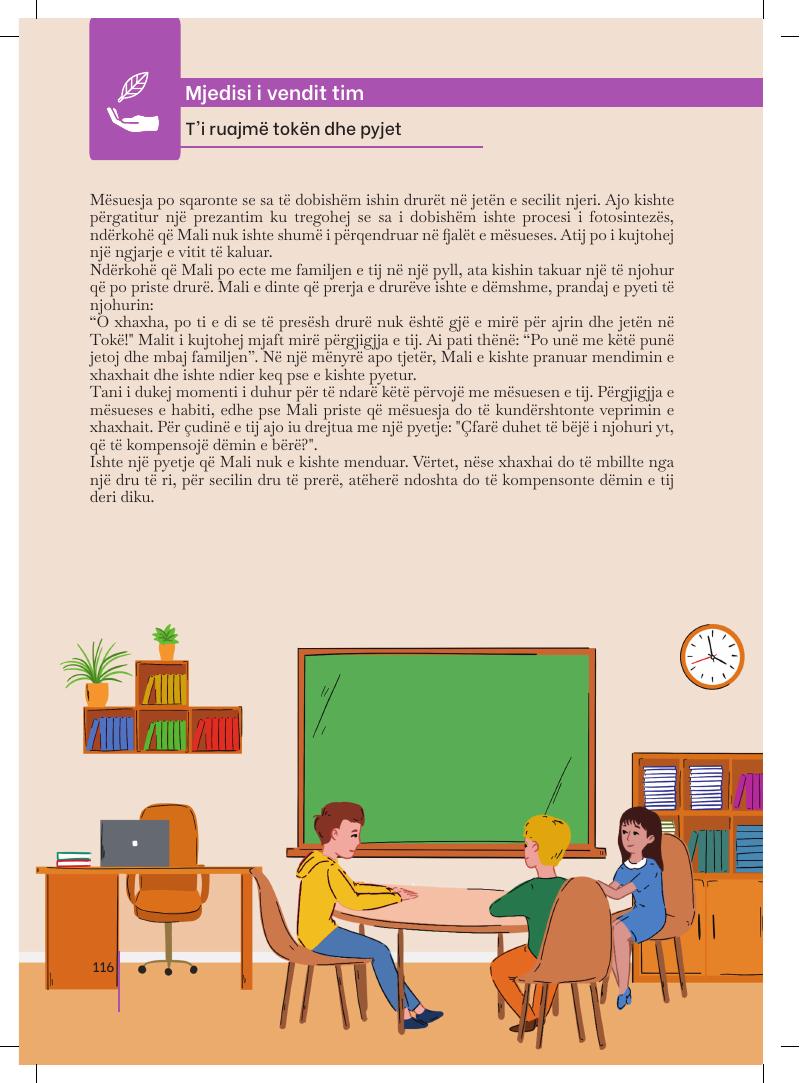 Mjedisi i vendit tim
T'i ruajmë tokën dhe pyjet
Mësuesja po sqaronte se sa të dobishëm ishin drurët në jetën e secilit njeri. Ajo kishte
përgatitur një prezantim ku tregohej se sa i dobishëm ishte procesi i fotosintezës,
ndërkohë që Mali nuk ishte shumë i përqendruar në fjalët e mësueses. Atij po i kujtohej
një ngjarje e vitit të kaluar.
Ndërkohë që Mali po ecte me familjen e tij në një pyll, ata kishin takuar një të njohur
që po priste drurë. Mali e dinte që prerja e drurëve ishte e dëmshme, prandaj e pyeti të
njohurin:
“O xhaxha, po ti e di se të presësh drurë nuk është gjë e mirë për ajrin dhe jetën në
Tokë!" Malit i kujtohej mjaft mirë përgjigjja e tij. Ai pati thënë: “Po unë me këtë punë
jetoj dhe mbaj familjen”. Në një mënyrë apo tjetër, Mali e kishte pranuar mendimin e
xhaxhait dhe ishte ndier keq pse e kishte pyetur.
Tani i dukej momenti i duhur për të ndarë këtë përvojë me mësuesen e tij. Përgjigjja e
mësueses e habiti, edhe pse Mali priste që mësuesja do të kundërshtonte veprimin e
xhaxhait. Për çudinë e tij ajo iu drejtua me një pyetje: "Çfarë duhet të bëjë i njohuri yt,
që të kompensojë dëmin e bërë?".
Ishte një pyetje që Mali nuk e kishte menduar. Vërtet, nëse xhaxhai do të mbillte nga
një dru të ri, për secilin dru të prerë, atëherë ndoshta do të kompensonte dëmin e tij
deri diku.
116